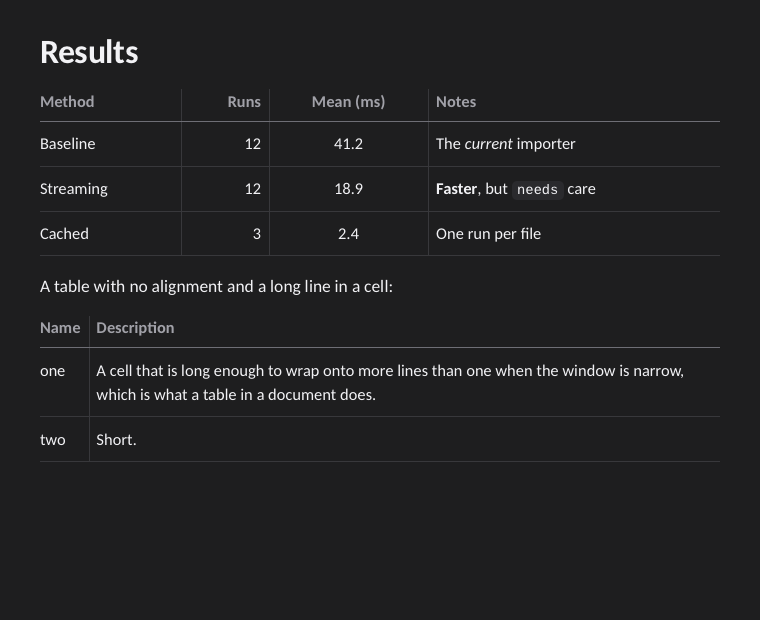 Results
Method Runs Mean (ms) Notes
Baseline 12 41.2 The current importer
Streaming 12 18.9 Faster, but needs care
Cached 3 2.4 One run per file
A table with no alignment and a long line in a cell:
Name Description
one A cell that is long enough to wrap onto more lines than one when the window is narrow,
which is what a table in a document does.
two Short.